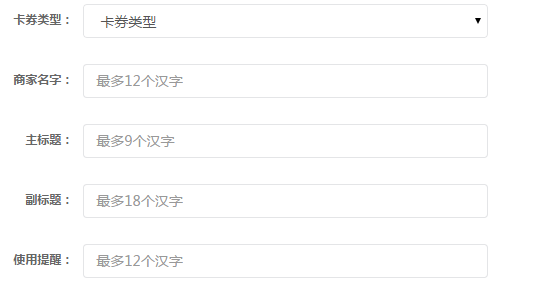 卡券类型： 卡券类型
商家名字： 最多12个汉字
主标题： 最多9个汉字
副标题： 最多18个汉字
使用提醒： 最多12个汉字